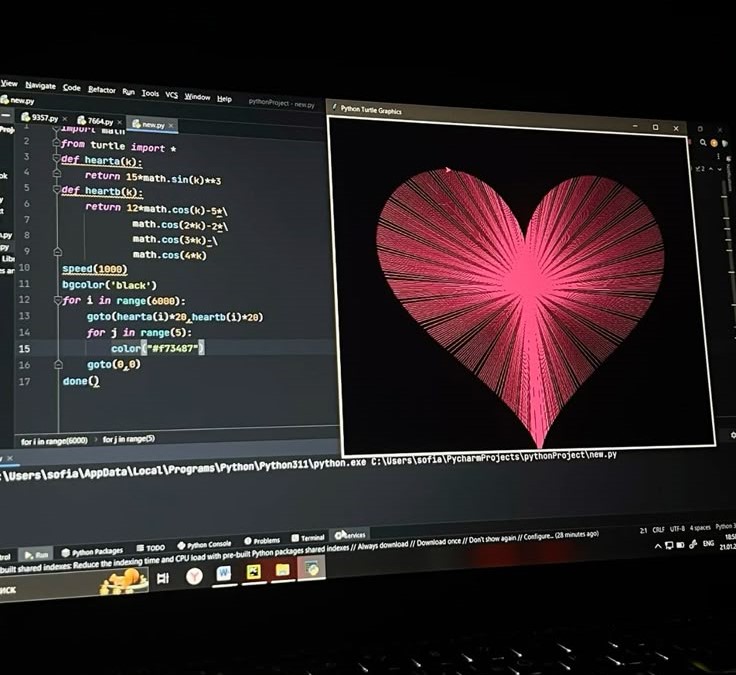 View Navigate Code Refactor Run Tools VCS Window Help pythonProject - new.py
new.py
9357.py 7664.py new.py
Python Turtle Graphics
1 import math
2 from turtle import *
3 def hearta(k):
4 return 15*math.sin(k)**3
5 def heartb(k):
6 return 12*math.cos(k)-5*\
7 math.cos(2*k)-2*\
8 math.cos(3*k)-\
9 math.cos(4*k)
10 speed(1000)
11 bgcolor('black')
12 for i in range(6000):
13 goto(hearta(i)*20,heartb(i)*20)
14 for j in range(5):
15 color("#f73487")
16 goto(0,0)
17 done()
for i in range(6000) › for j in range(5)
:\Users\sofia\AppData\Local\Programs\Python\Python311\python.exe C:\Users\sofia\PycharmProjects\pythonProject\new.py
Run Python Packages TODO Python Console Problems Terminal Services
built shared indexes: Reduce the indexing time and CPU load with pre-built Python packages shared indexes // Always download // Download once // Don't show again // Configure... (28 minutes ago)
2:1 CRLF UTF-8 4 spaces Python 3
ENG